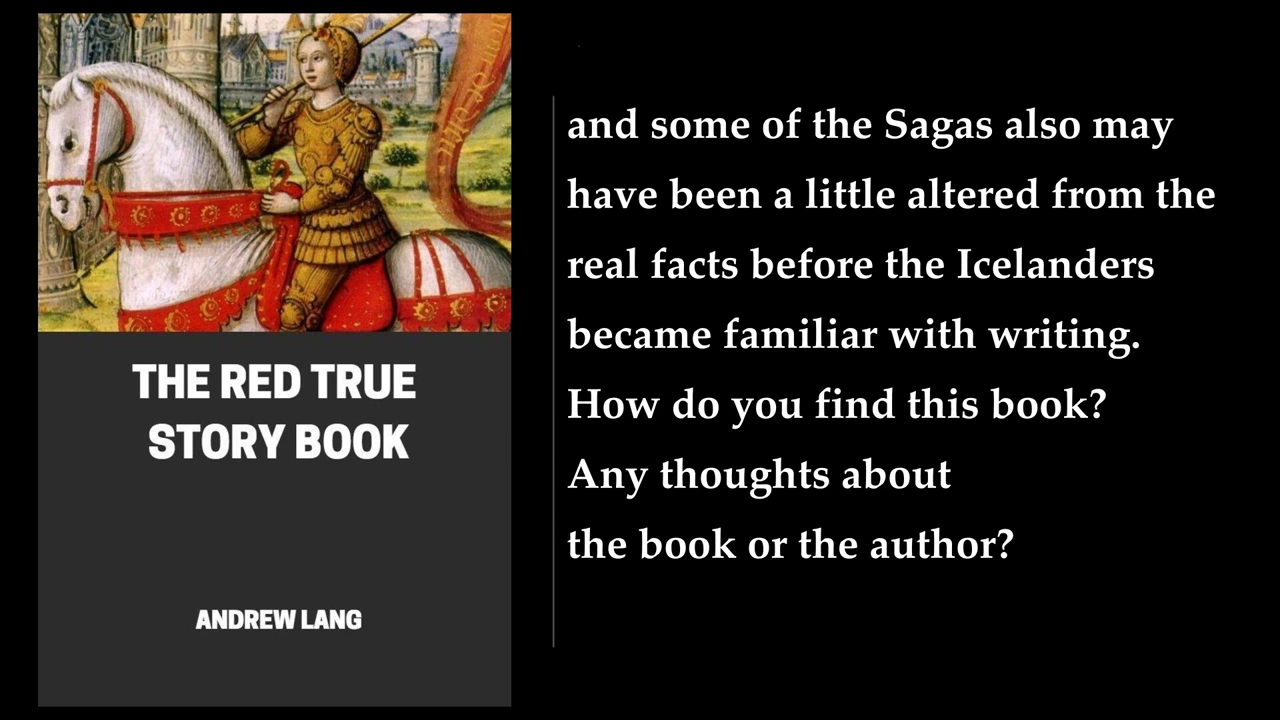 THE RED TRUE
STORY BOOK
ANDREW LANG
and some of the Sagas also may
have been a little altered from the
real facts before the Icelanders
became familiar with writing.
How do you find this book?
Any thoughts about
the book or the author?